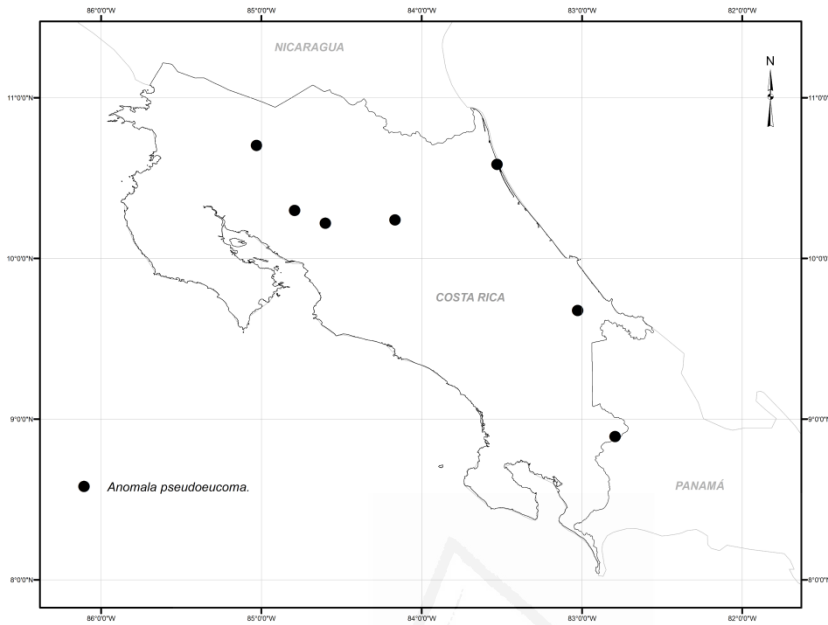 86°0'0"W 85°0'0"W 84°0'0"W 83°0'0"W 82°0'0"W
NICARAGUA
N
11°0'0"N 11°0'0"N
10°0'0"N 10°0'0"N
COSTA RICA
9°0'0"N 9°0'0"N
Anomala pseudoeucoma.
PANAMÁ
8°0'0"N 8°0'0"N
86°0'0"W 85°0'0"W 84°0'0"W 83°0'0"W 82°0'0"W